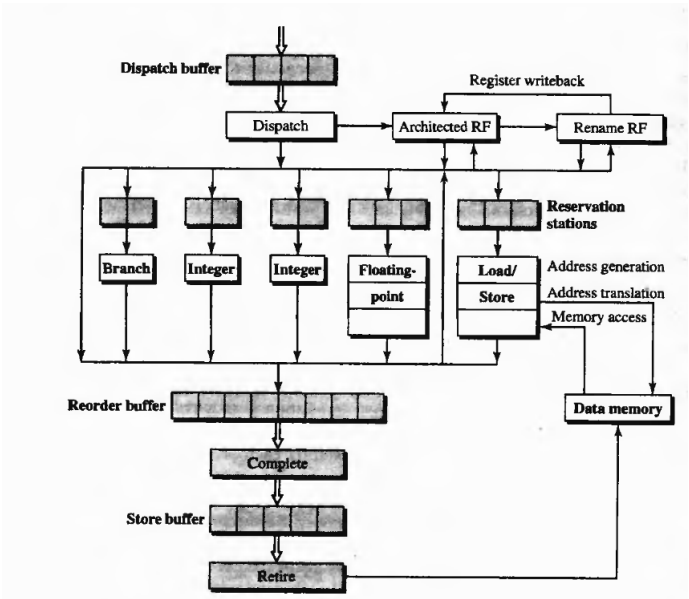 Dispatch buffer
Register writeback
Dispatch
Architected RF
Rename RF
Reservation
stations
Branch
Integer
Integer
Floating-
point
Load/
Store
Address generation
Address translation
Memory access
Reorder buffer
Data memory
Complete
Store buffer
Retire